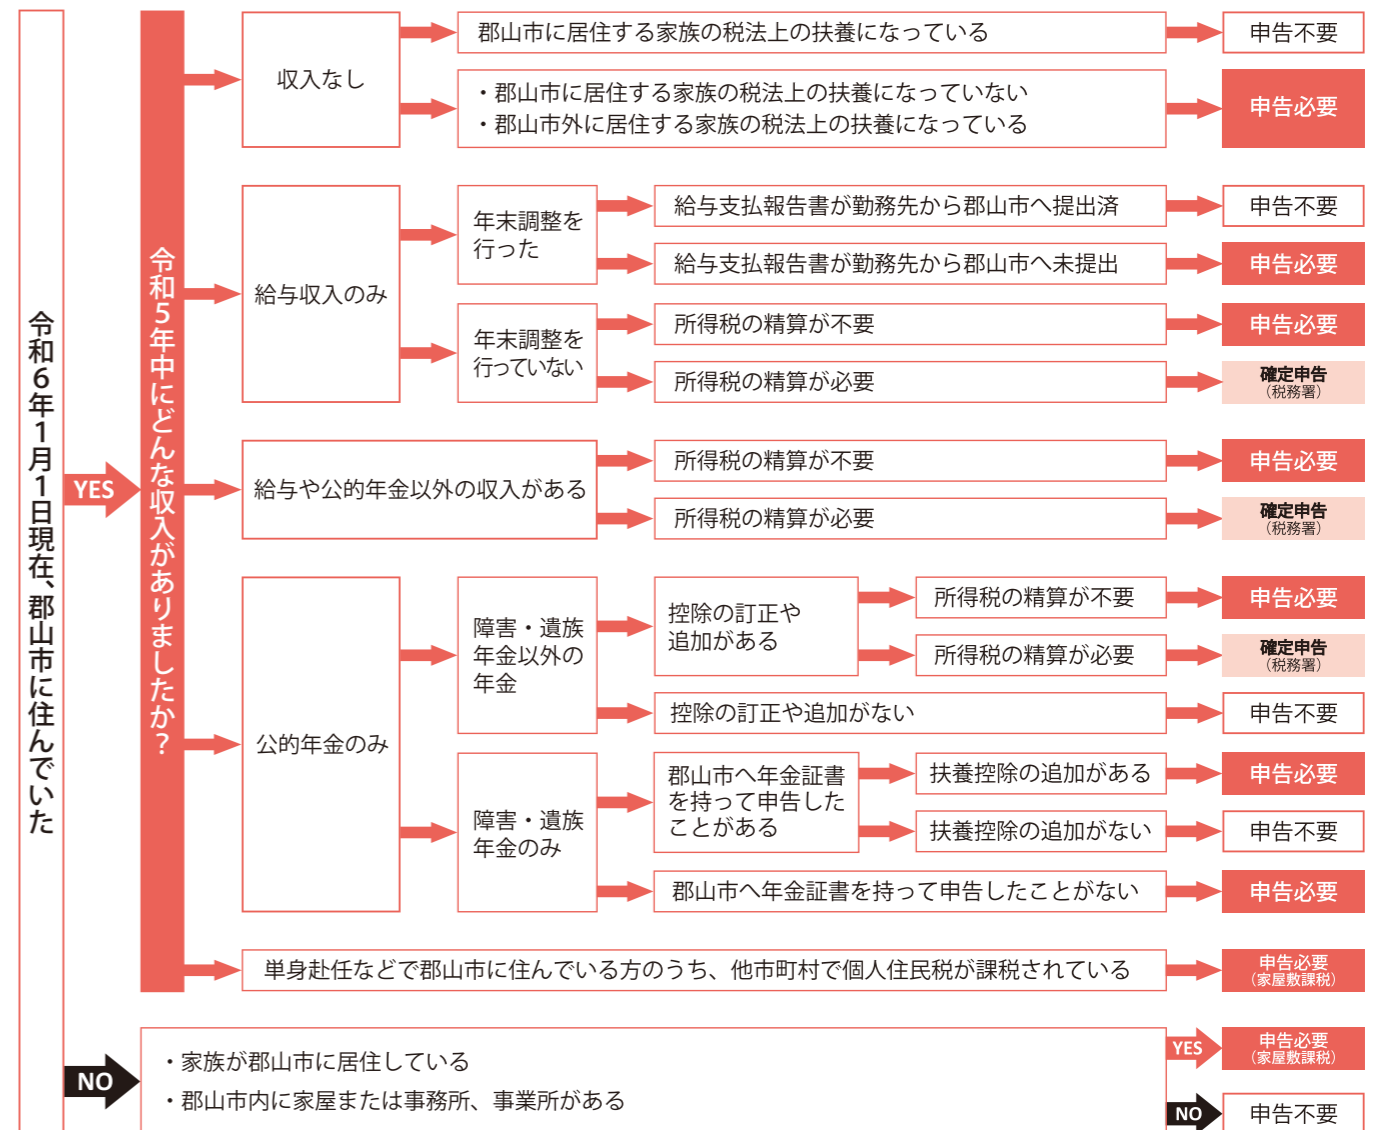 令和6年1月1日現在、郡山市に住んでいた
YES
令和5年中にどんな収入がありましたか?
収入なし
郡山市に居住する家族の税法上の扶養になっている
申告不要
・郡山市に居住する家族の税法上の扶養になっていない
・郡山市外に居住する家族の税法上の扶養になっている
申告必要
給与収入のみ
年末調整を
行った
給与支払報告書が勤務先から郡山市へ提出済
申告不要
給与支払報告書が勤務先から郡山市へ未提出
申告必要
年末調整を
行っていない
所得税の精算が不要
申告必要
所得税の精算が必要
確定申告
（税務署）
給与や公的年金以外の収入がある
所得税の精算が不要
申告必要
所得税の精算が必要
確定申告
（税務署）
公的年金のみ
障害・遺族
年金以外の
年金
控除の訂正や
追加がある
所得税の精算が不要
申告必要
所得税の精算が必要
確定申告
（税務署）
控除の訂正や追加がない
申告不要
障害・遺族
年金のみ
郡山市へ年金証書
を持って申告した
ことがある
扶養控除の追加がある
申告必要
扶養控除の追加がない
申告不要
郡山市へ年金証書を持って申告したことがない
申告必要
単身赴任などで郡山市に住んでいる方のうち、他市町村で個人住民税が課税されている
申告必要
（家屋敷課税）
NO
・家族が郡山市に居住している
・郡山市内に家屋または事務所、事業所がある
YES
申告必要
（家屋敷課税）
NO
申告不要